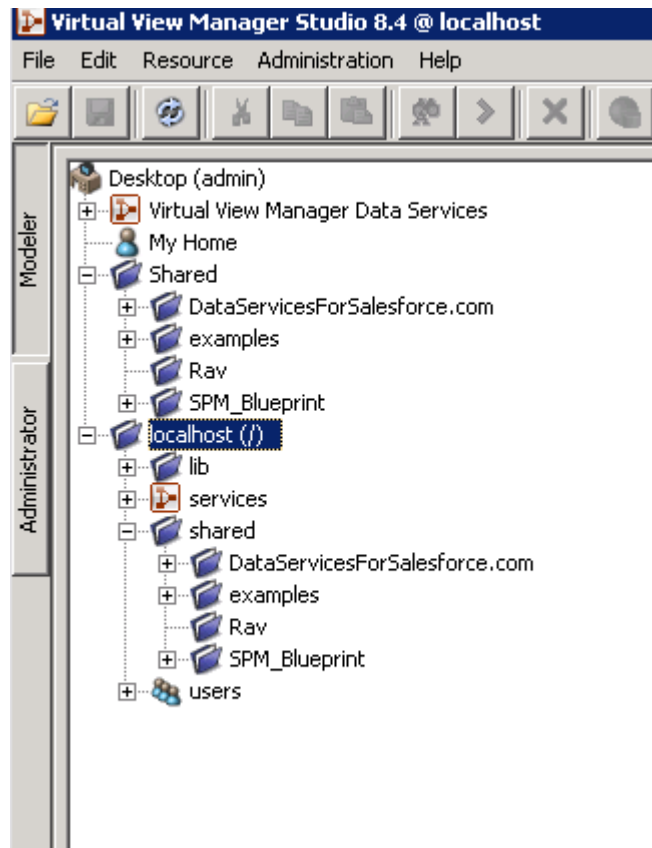 Virtual View Manager Studio 8.4 @ localhost
File Edit Resource Administration Help
Modeler
Administrator
Desktop (admin)
Virtual View Manager Data Services
My Home
Shared
DataServicesForSalesforce.com
examples
Rav
SPM_Blueprint
ocalhost (/)
lib
services
shared
DataServicesForSalesforce.com
examples
Rav
SPM_Blueprint
users